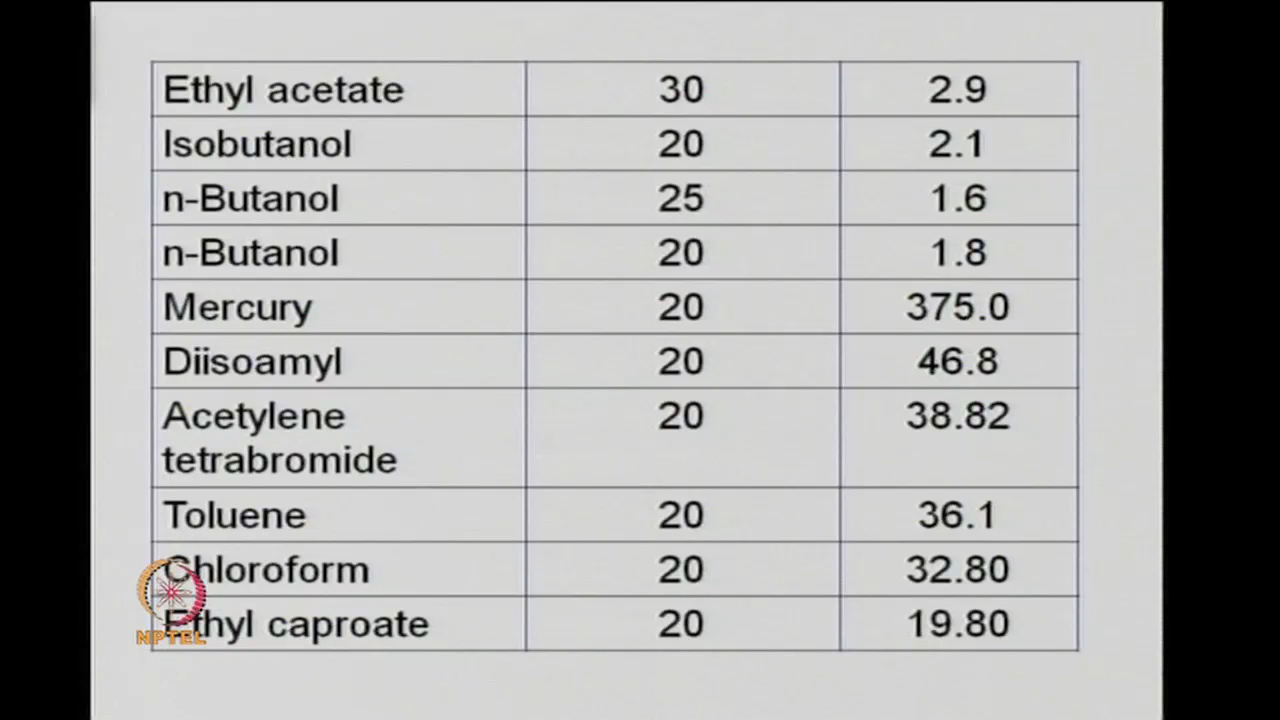 Ethyl acetate 30 2.9
Isobutanol 20 2.1
n-Butanol 25 1.6
n-Butanol 20 1.8
Mercury 20 375.0
Diisoamyl 20 46.8
Acetylene 20 38.82
tetrabromide
Toluene 20 36.1
Chloroform 20 32.80
Ethyl caproate 20 19.80
NPTEL